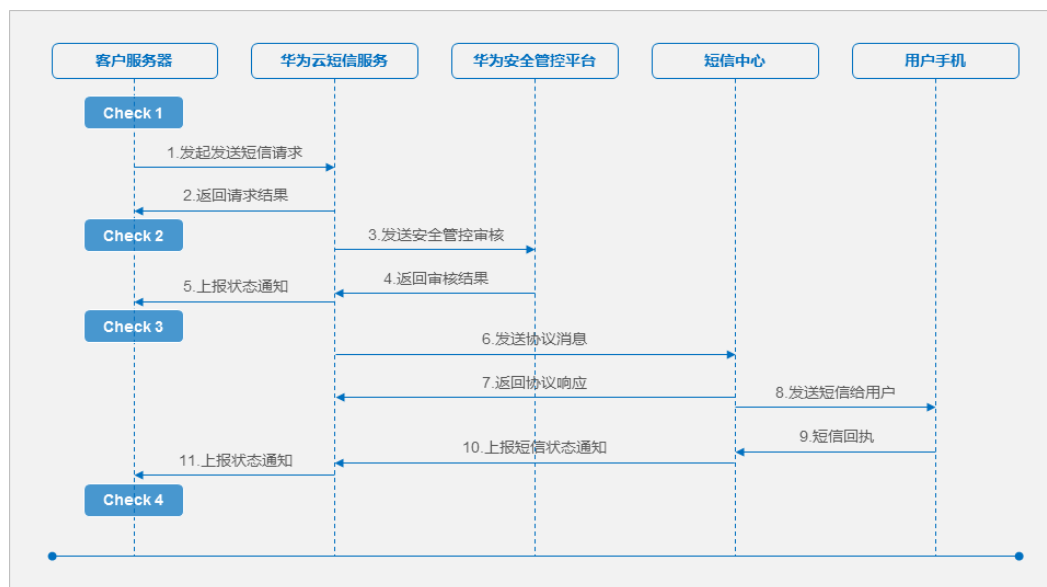 客户服务器
华为云短信服务
华为安全管控平台
短信中心
用户手机
Check 1
1.发起发送短信请求
2.返回请求结果
Check 2
3.发送安全管控审核
4.返回审核结果
5.上报状态通知
Check 3
6.发送协议消息
7.返回协议响应
8.发送短信给用户
9.短信回执
10.上报短信状态通知
11.上报状态通知
Check 4